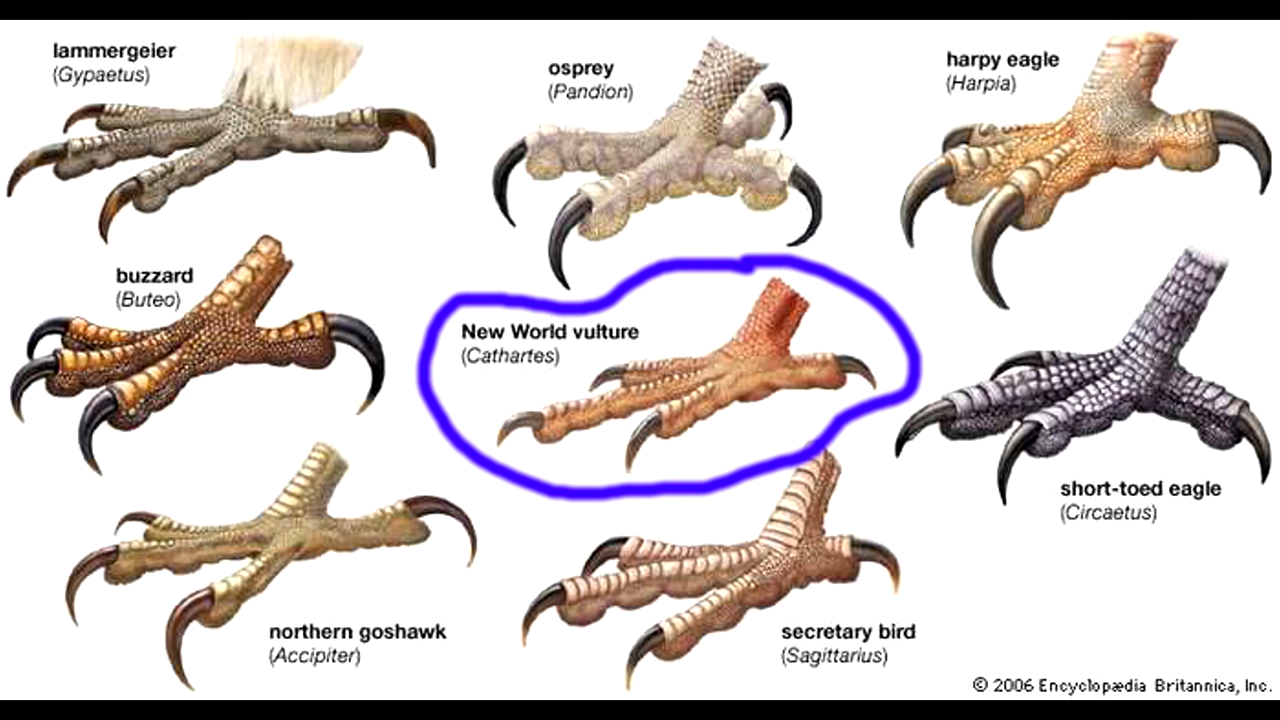 lammergeier
(Gypaetus)
osprey
(Pandion)
harpy eagle
(Harpia)
buzzard
(Buteo)
New World vulture
(Cathartes)
short-toed eagle
(Circaetus)
northern goshawk
(Accipiter)
secretary bird
(Sagittarius)
© 2006 Encyclopædia Britannica, Inc.